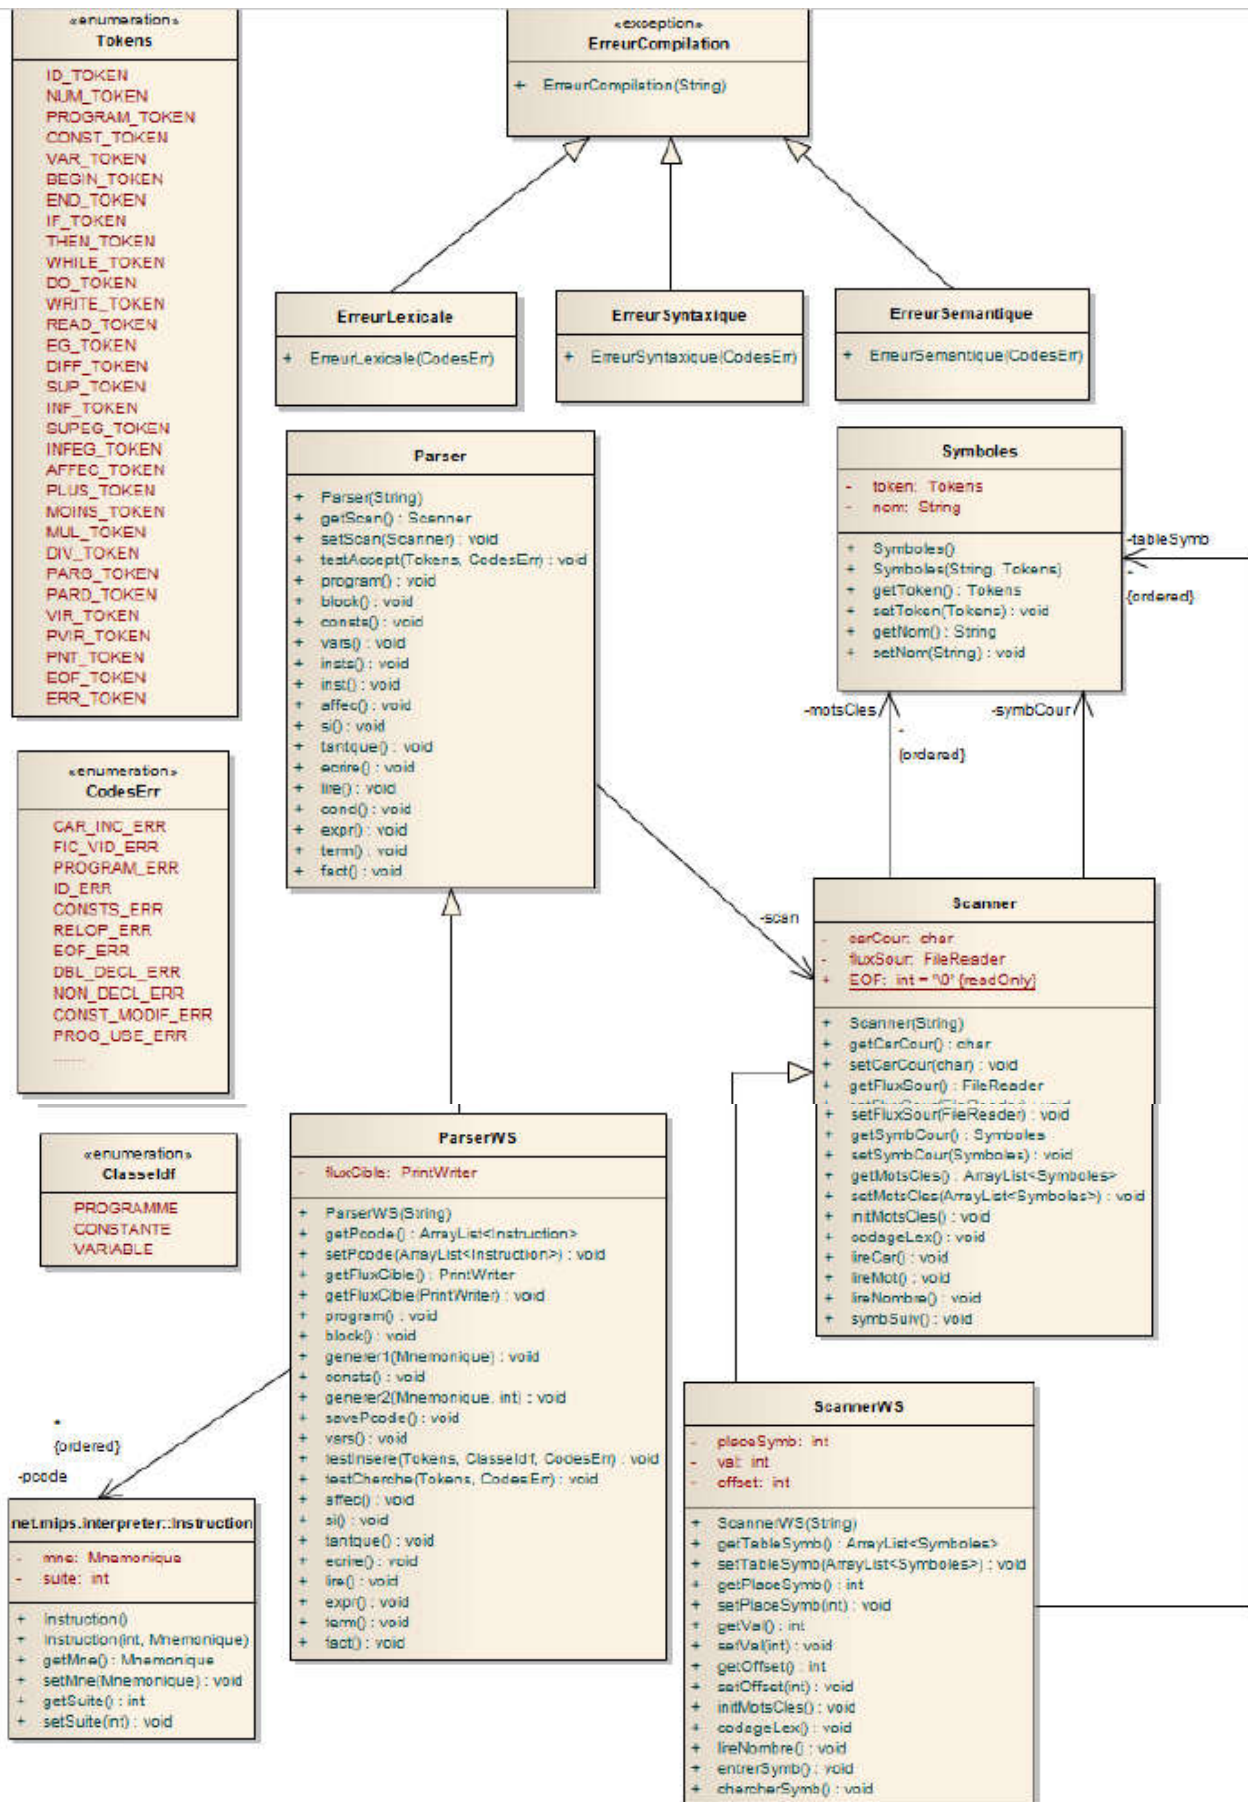 «enumeration»
Tokens
ID_TOKEN
NUM_TOKEN
PROGRAM_TOKEN
CONST_TOKEN
VAR_TOKEN
BEGIN_TOKEN
END_TOKEN
IF_TOKEN
THEN_TOKEN
WHILE_TOKEN
DO_TOKEN
WRITE_TOKEN
READ_TOKEN
EG_TOKEN
DIFF_TOKEN
SUP_TOKEN
INF_TOKEN
SUPEG_TOKEN
INFEG_TOKEN
AFFEC_TOKEN
PLUS_TOKEN
MOINS_TOKEN
MUL_TOKEN
DIV_TOKEN
PARG_TOKEN
PARD_TOKEN
VIR_TOKEN
PVIR_TOKEN
PNT_TOKEN
EOF_TOKEN
ERR_TOKEN
«exception»
ErreurCompilation
+ ErreurCompilation(String)
ErreurLexicale
+ ErreurLexicale(CodesErr)
ErreurSyntaxique
+ ErreurSyntaxique(CodesErr)
ErreurSemantique
+ ErreurSemantique(CodesErr)
Parser
+ Parser(String)
+ getScan() : Scanner
+ setScan(Scanner) : void
+ testAccept(Tokens, CodesErr) : void
+ program() : void
+ block() : void
+ consts() : void
+ vars() : void
+ insts() : void
+ inst() : void
+ affec() : void
+ si() : void
+ tantque() : void
+ ecrire() : void
+ lire() : void
+ cond() : void
+ expr() : void
+ term() : void
+ fact() : void
Symboles
- token: Tokens
- nom: String
+ Symboles()
+ Symboles(String, Tokens)
+ getToken() : Tokens
+ setToken(Tokens) : void
+ getNom() : String
+ setNom(String) : void
-tableSymb
*
{ordered}
-motsCles
*
{ordered}
-symbCour
«enumeration»
CodesErr
CAR_INC_ERR
FIC_VID_ERR
PROGRAM_ERR
ID_ERR
CONSTS_ERR
RELOP_ERR
EOF_ERR
DBL_DECL_ERR
NON_DECL_ERR
CONST_MODIF_ERR
PROG_USE_ERR
.......
-scan
Scanner
- carCour: char
- fluxSour: FileReader
+ EOF: int = '\0' {readOnly}
+ Scanner(String)
+ getCarCour() : char
+ setCarCour(char) : void
+ getFluxSour() : FileReader
+ setFluxSour(FileReader) : void
+ setFluxSour(FileReader) : void
+ getSymbCour() : Symboles
+ setSymbCour(Symboles) : void
+ getMotsCles() : ArrayList<Symboles>
+ setMotsCles(ArrayList<Symboles>) : void
+ initMotsCles() : void
+ codageLex() : void
+ lireCar() : void
+ lireMot() : void
+ lireNombre() : void
+ symbSuiv() : void
«enumeration»
ClasseIdf
PROGRAMME
CONSTANTE
VARIABLE
ParserWS
- fluxCible: PrintWriter
+ ParserWS(String)
+ getPcode() : ArrayList<Instruction>
+ setPcode(ArrayList<Instruction>) : void
+ getFluxCible() : PrintWriter
+ getFluxCible(PrintWriter) : void
+ program() : void
+ block() : void
+ generer1(Mnemonique) : void
+ consts() : void
+ generer2(Mnemonique, int) : void
+ savePcode() : void
+ vars() : void
+ testInsere(Tokens, ClasseIdf, CodesErr) : void
+ testCherche(Tokens, CodesErr) : void
+ affec() : void
+ si() : void
+ tantque() : void
+ ecrire() : void
+ lire() : void
+ expr() : void
+ term() : void
+ fact() : void
*
{ordered}
-pcode
net.mips.interpreter::Instruction
- mne: Mnemonique
- suite: int
+ Instruction()
+ Instruction(int, Mnemonique)
+ getMne() : Mnemonique
+ setMne(Mnemonique) : void
+ getSuite() : int
+ setSuite(int) : void
ScannerWS
- placeSymb: int
- val: int
- offset: int
+ ScannerWS(String)
+ getTableSymb() : ArrayList<Symboles>
+ setTableSymb(ArrayList<Symboles>) : void
+ getPlaceSymb() : int
+ setPlaceSymb(int) : void
+ getVal() : int
+ setVal(int) : void
+ getOffset() : int
+ setOffset(int) : void
+ initMotsCles() : void
+ codageLex() : void
+ lireNombre() : void
+ entrerSymb() : void
+ chercherSymb() : void